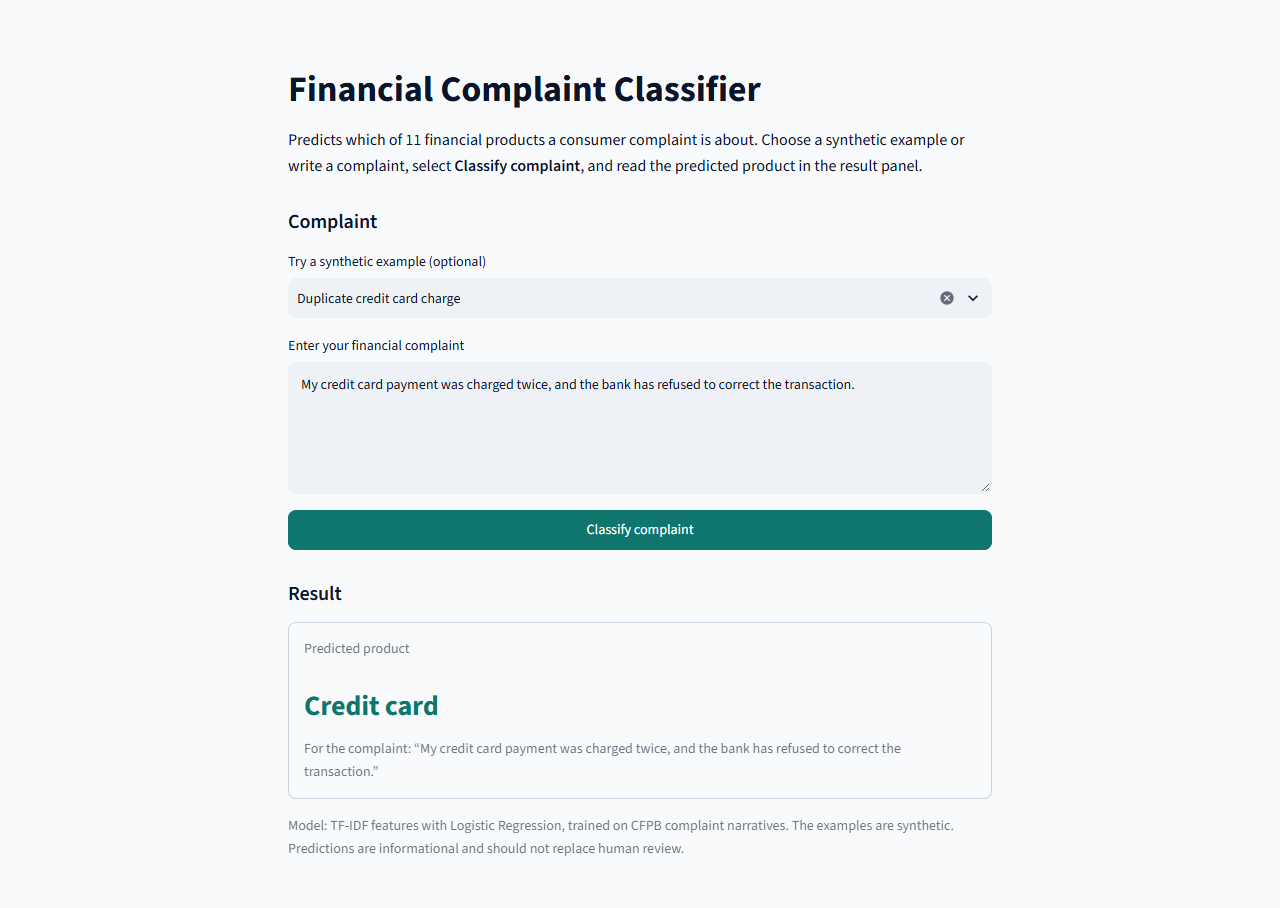 Financial Complaint Classifier
Predicts which of 11 financial products a consumer complaint is about. Choose a synthetic example or
write a complaint, select Classify complaint, and read the predicted product in the result panel.
Complaint
Try a synthetic example (optional)
Duplicate credit card charge
Enter your financial complaint
My credit card payment was charged twice, and the bank has refused to correct the transaction.
Classify complaint
Result
Predicted product
Credit card
For the complaint: “My credit card payment was charged twice, and the bank has refused to correct the
transaction.”
Model: TF-IDF features with Logistic Regression, trained on CFPB complaint narratives. The examples are synthetic.
Predictions are informational and should not replace human review.